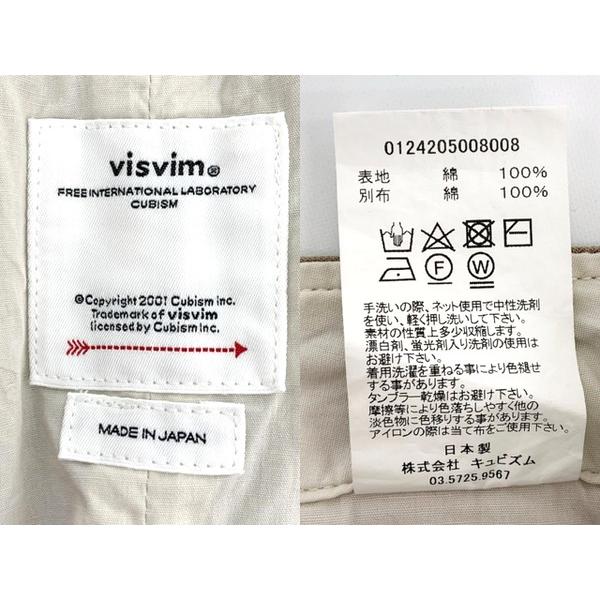 visvim®
FREE INTERNATIONAL LABORATORY
CUBISM
©Copyright 2001 Cubism Inc.
Trademark of visvim
licensed by Cubism Inc.
MADE IN JAPAN
0124205008008
表地 綿 100%
別布 綿 100%
F W
手洗いの際、ネット使用で中性洗剤
を使い、軽く押し洗いして下さい。
素材の性質上多少収縮します。
漂白剤、蛍光剤入り洗剤の使用は
お避け下さい。
着用洗濯を重ねる事により色褪せ
する事があります。
タンブラー乾燥はお避け下さい。
摩擦等により色落ちしやすく他の
淡色物に色移りする事があります。
アイロンの際は当て布をご使用下さい。
日本製
株式会社 キュビズム
03.5725.9567